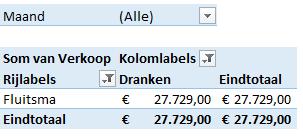 Maand (Alle)
Som van Verkoop Kolomlabels
Rijlabels Dranken Eindtotaal
Fluitsma € 27.729,00 € 27.729,00
Eindtotaal € 27.729,00 € 27.729,00